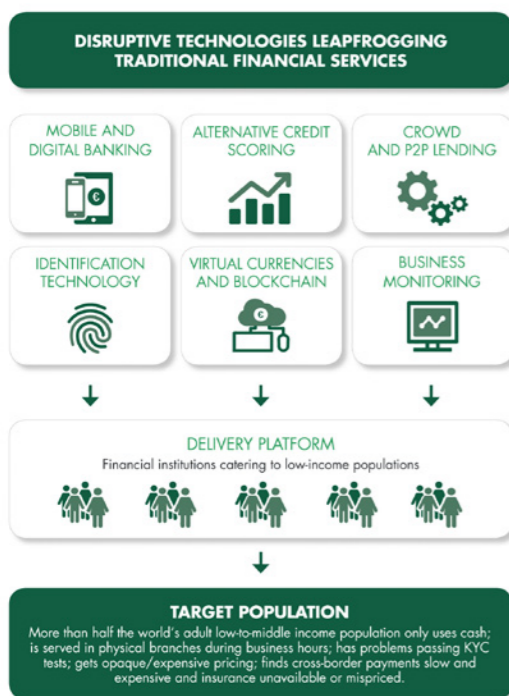 DISRUPTIVE TECHNOLOGIES LEAPFROGGING
TRADITIONAL FINANCIAL SERVICES
MOBILE AND
DIGITAL BANKING
ALTERNATIVE CREDIT
SCORING
CROWD
AND P2P LENDING
€
IDENTIFICATION
TECHNOLOGY
VIRTUAL CURRENCIES
AND BLOCKCHAIN
BUSINESS
MONITORING
€
DELIVERY PLATFORM
Financial institutions catering to low-income populations
TARGET POPULATION
More than half the world's adult low-to-middle income population only uses cash;
is served in physical branches during business hours; has problems passing KYC
tests; gets opaque/expensive pricing; finds cross-border payments slow and
expensive and insurance unavailable or mispriced.